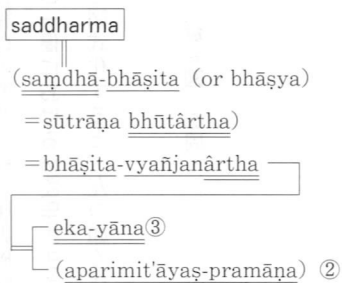 saddharma
(saṃdhā-bhāṣita (or bhāṣya)
=sūtrāṇa bhūtârtha)
=bhāṣita-vyañjanârtha
eka-yāna③
(aparimit'āyaṣ-pramāṇa) ②